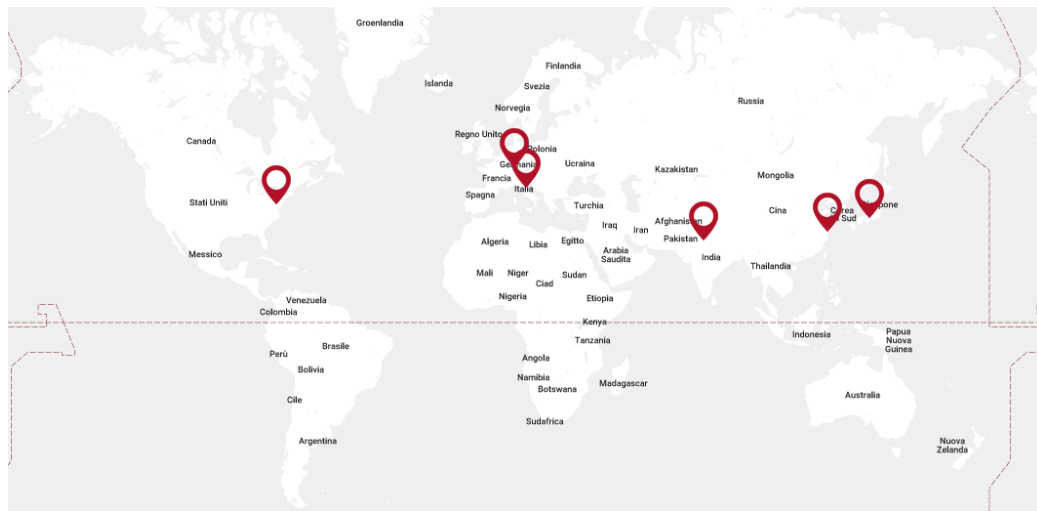 Groenlandia
Finlandia
Islanda
Svezia
Russia
Norvegia
Regno Unito
Canada
Polonia
Germania
Ucraina
Kazakistan
Francia
Mongolia
Italia
Spagna
Stati Uniti
Turchia
Giappone
Cina
Corea
del Sud
Afghanistan
Iraq
Iran
Pakistan
Algeria
Libia
Egitto
Arabia
Saudita
Messico
India
Thailandia
Mali
Niger
Sudan
Ciad
Nigeria
Etiopia
Venezuela
Colombia
Kenya
Indonesia
Papua
Nuova
Guinea
Tanzania
Brasile
Perù
Angola
Bolivia
Namibia
Botswana
Madagascar
Cile
Australia
Sudafrica
Argentina
Nuova
Zelanda